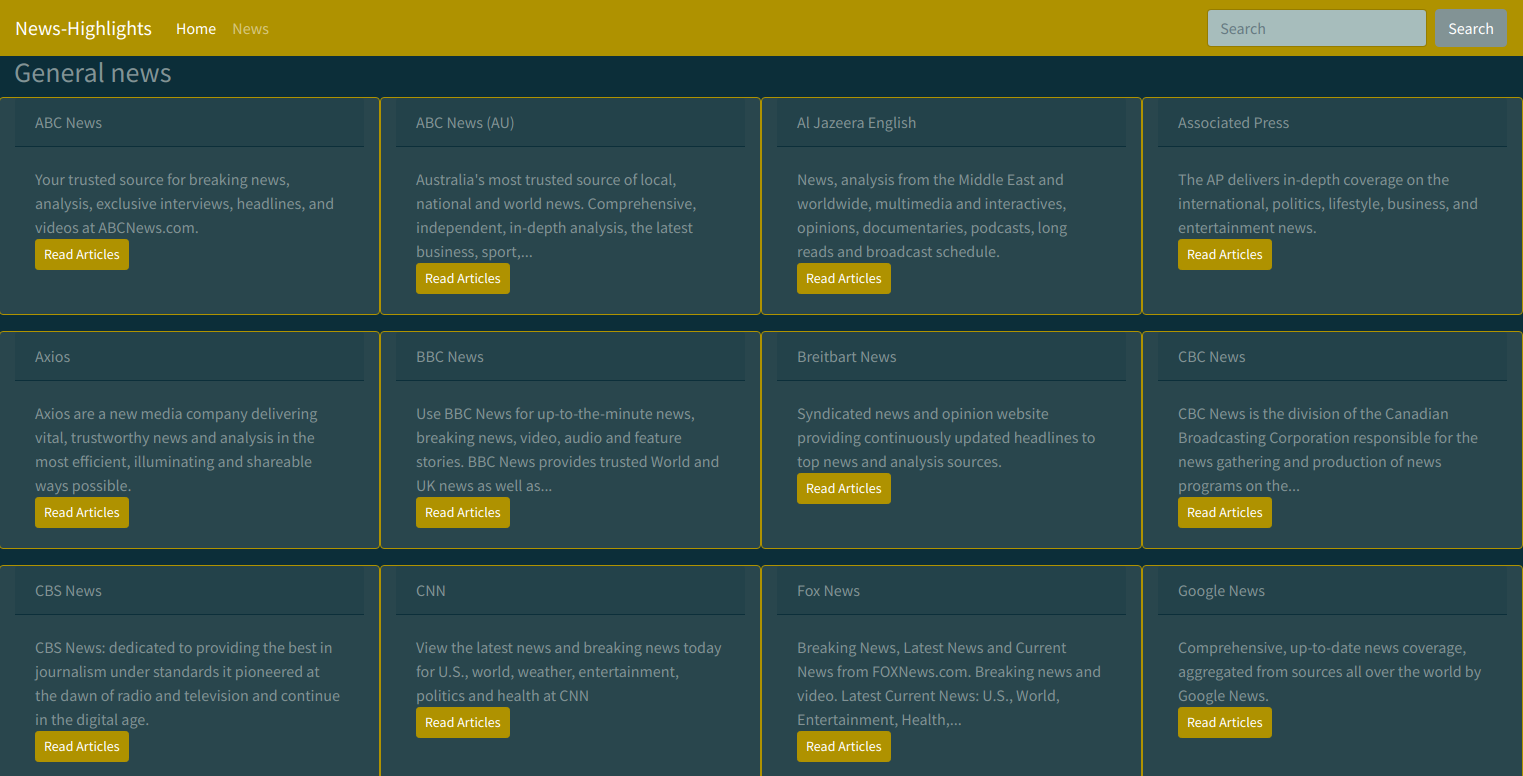 News-Highlights Home News Search Search
General news
ABC News
Your trusted source for breaking news,
analysis, exclusive interviews, headlines, and
videos at ABCNews.com.
Read Articles
ABC News (AU)
Australia's most trusted source of local,
national and world news. Comprehensive,
independent, in-depth analysis, the latest
business, sport,...
Read Articles
Al Jazeera English
News, analysis from the Middle East and
worldwide, multimedia and interactives,
opinions, documentaries, podcasts, long
reads and broadcast schedule.
Read Articles
Associated Press
The AP delivers in-depth coverage on the
international, politics, lifestyle, business, and
entertainment news.
Read Articles
Axios
Axios are a new media company delivering
vital, trustworthy news and analysis in the
most efficient, illuminating and shareable
ways possible.
Read Articles
BBC News
Use BBC News for up-to-the-minute news,
breaking news, video, audio and feature
stories. BBC News provides trusted World and
UK news as well as...
Read Articles
Breitbart News
Syndicated news and opinion website
providing continuously updated headlines to
top news and analysis sources.
Read Articles
CBC News
CBC News is the division of the Canadian
Broadcasting Corporation responsible for the
news gathering and production of news
programs on the...
Read Articles
CBS News
CBS News: dedicated to providing the best in
journalism under standards it pioneered at
the dawn of radio and television and continue
in the digital age.
Read Articles
CNN
View the latest news and breaking news today
for U.S., world, weather, entertainment,
politics and health at CNN
Read Articles
Fox News
Breaking News, Latest News and Current
News from FOXNews.com. Breaking news and
video. Latest Current News: U.S., World,
Entertainment, Health,...
Read Articles
Google News
Comprehensive, up-to-date news coverage,
aggregated from sources all over the world by
Google News.
Read Articles